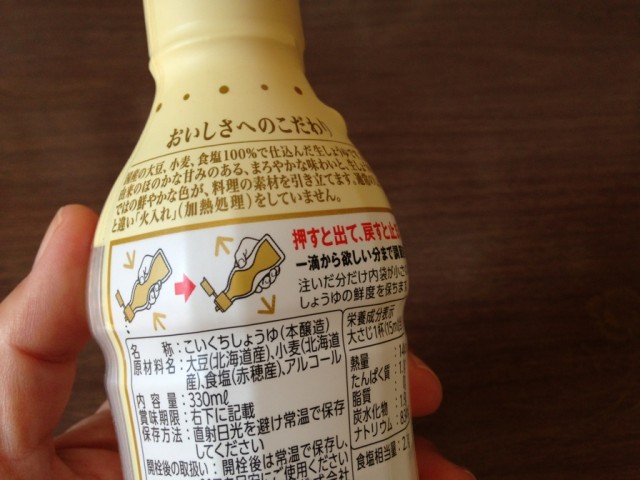 おいしさへのこだわり
国産の大豆、小麦、食塩100%で仕込んだ生しょうゆです。
由来のほのかな甘みのある、まろやかな味わいと、生しょう
ではの鮮やかな色が、料理の素材を引き立てます。通常の
と違い「火入れ」(加熱処理)をしていません。
押すと出て、戻すと止
一滴から欲しい分まで調
注いだ分だけ内袋が小さ
しょうゆの鮮度を保ちま
名 称:こいくちしょうゆ(本醸造)
原材料名:大豆(北海道産)、小麦(北海道
産)、食塩(赤穂産)、アルコール
内 容 量:330mℓ
賞味期限:右下に記載
保存方法:直射日光を避け常温で保存
してください
開栓後の取扱い:開栓後は常温で保存し、
に使用ください
栄養成分表示
大さじ1杯(15mℓ
熱量
たんぱく質
脂質
炭水化物
ナトリウム
食塩相当量:2.